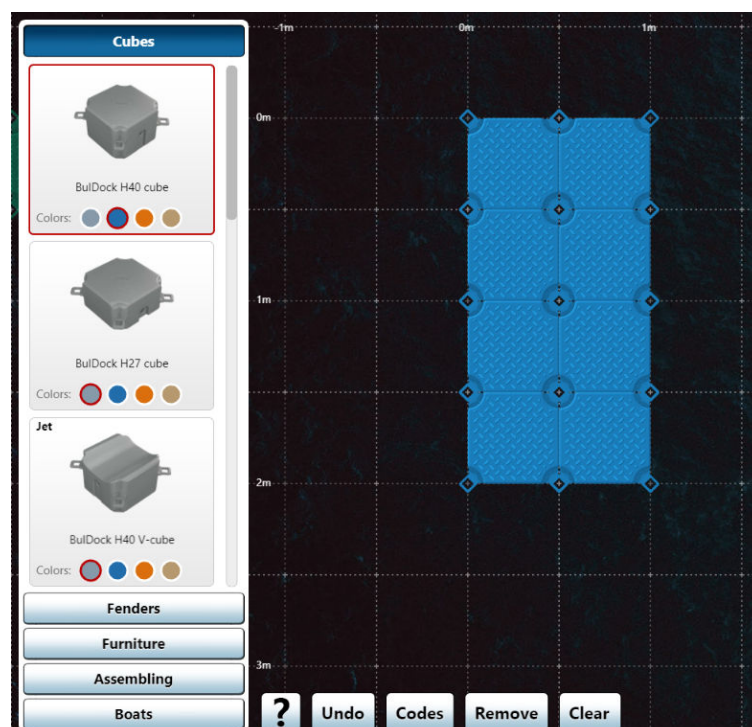 Cubes
BulDock H40 cube
Colors:
BulDock H27 cube
Colors:
Jet
BulDock H40 V-cube
Colors:
Fenders
Furniture
Assembling
Boats
-1m 0m 1m
0m
1m
2m
3m
? Undo Codes Remove Clear